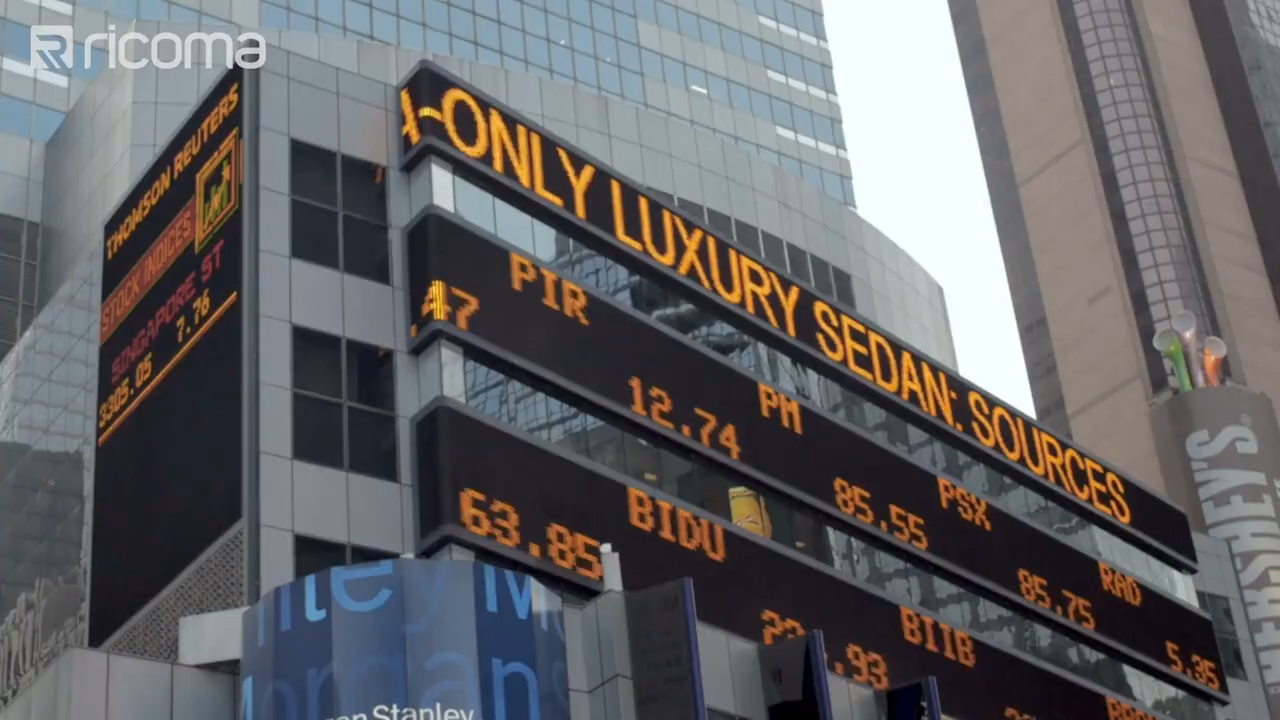 ricoma
THOMSON REUTERS
STOCK INDICES
SINGAPORE ST
3305.05 7.76
A-ONLY LUXURY SEDAN: SOURCES
.47 PIR 12.74 PM 85.55 PSX 85.75 RAD 5.35
63.85 BIDU .93 BIIB
HERSHEY'S
Stanley